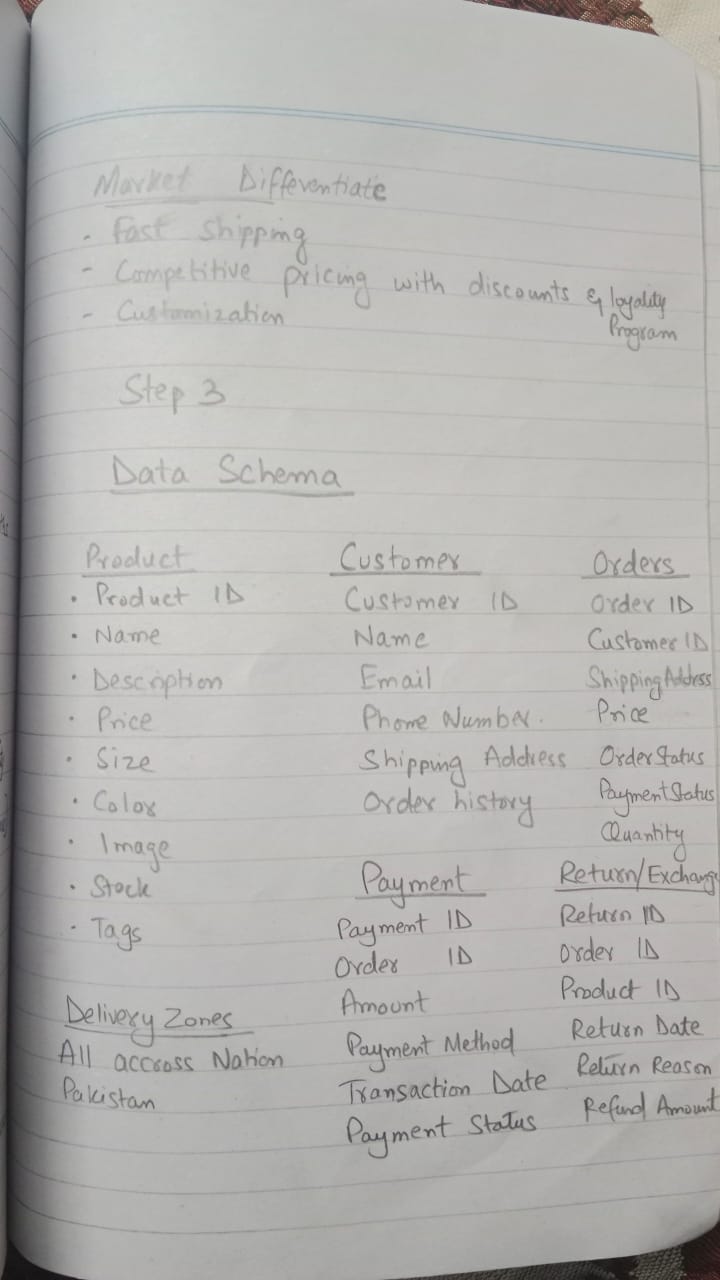 Market Differentiate
- Fast Shipping
- Competitive pricing with discounts & loyality
Program
- Customization
Step 3
Data Schema
Product
• Product ID
• Name
• Description
• Price
• Size
• Color
• Image
• Stock
• Tags
Delivery Zones
All accross Nation
Pakistan
Customer
Customer ID
Name
Email
Phone Number.
Shipping Address
Order history
Payment
Payment ID
Order ID
Amount
Payment Method
Transaction Date
Payment Status
Orders
Order ID
Customer ID
Shipping Address
Price
Order Status
Payment Status
Quantity
Return/Exchange
Return ID
Order ID
Product ID
Return Date
Return Reason
Refund Amount